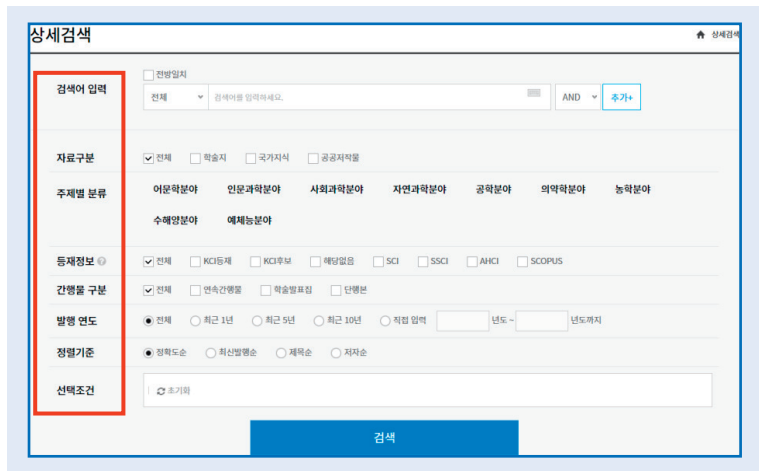 상세검색
상세검색
전방일치
검색어 입력 전체 검색어를 입력하세요. AND 추가+
자료구분 전체 학술지 국가지식 공공저작물
주제별 분류 어문학분야 인문과학분야 사회과학분야 자연과학분야 공학분야 의약학분야 농학분야
수해양분야 예체능분야
등재정보 ? 전체 KCI등재 KCI후보 해당없음 SCI SSCI AHCI SCOPUS
간행물 구분 전체 연속간행물 학술발표집 단행본
발행 연도 전체 최근 1년 최근 5년 최근 10년 직접 입력 년도 ~ 년도까지
정렬기준 정확도순 최신발행순 제목순 저자순
선택조건 초기화
검색